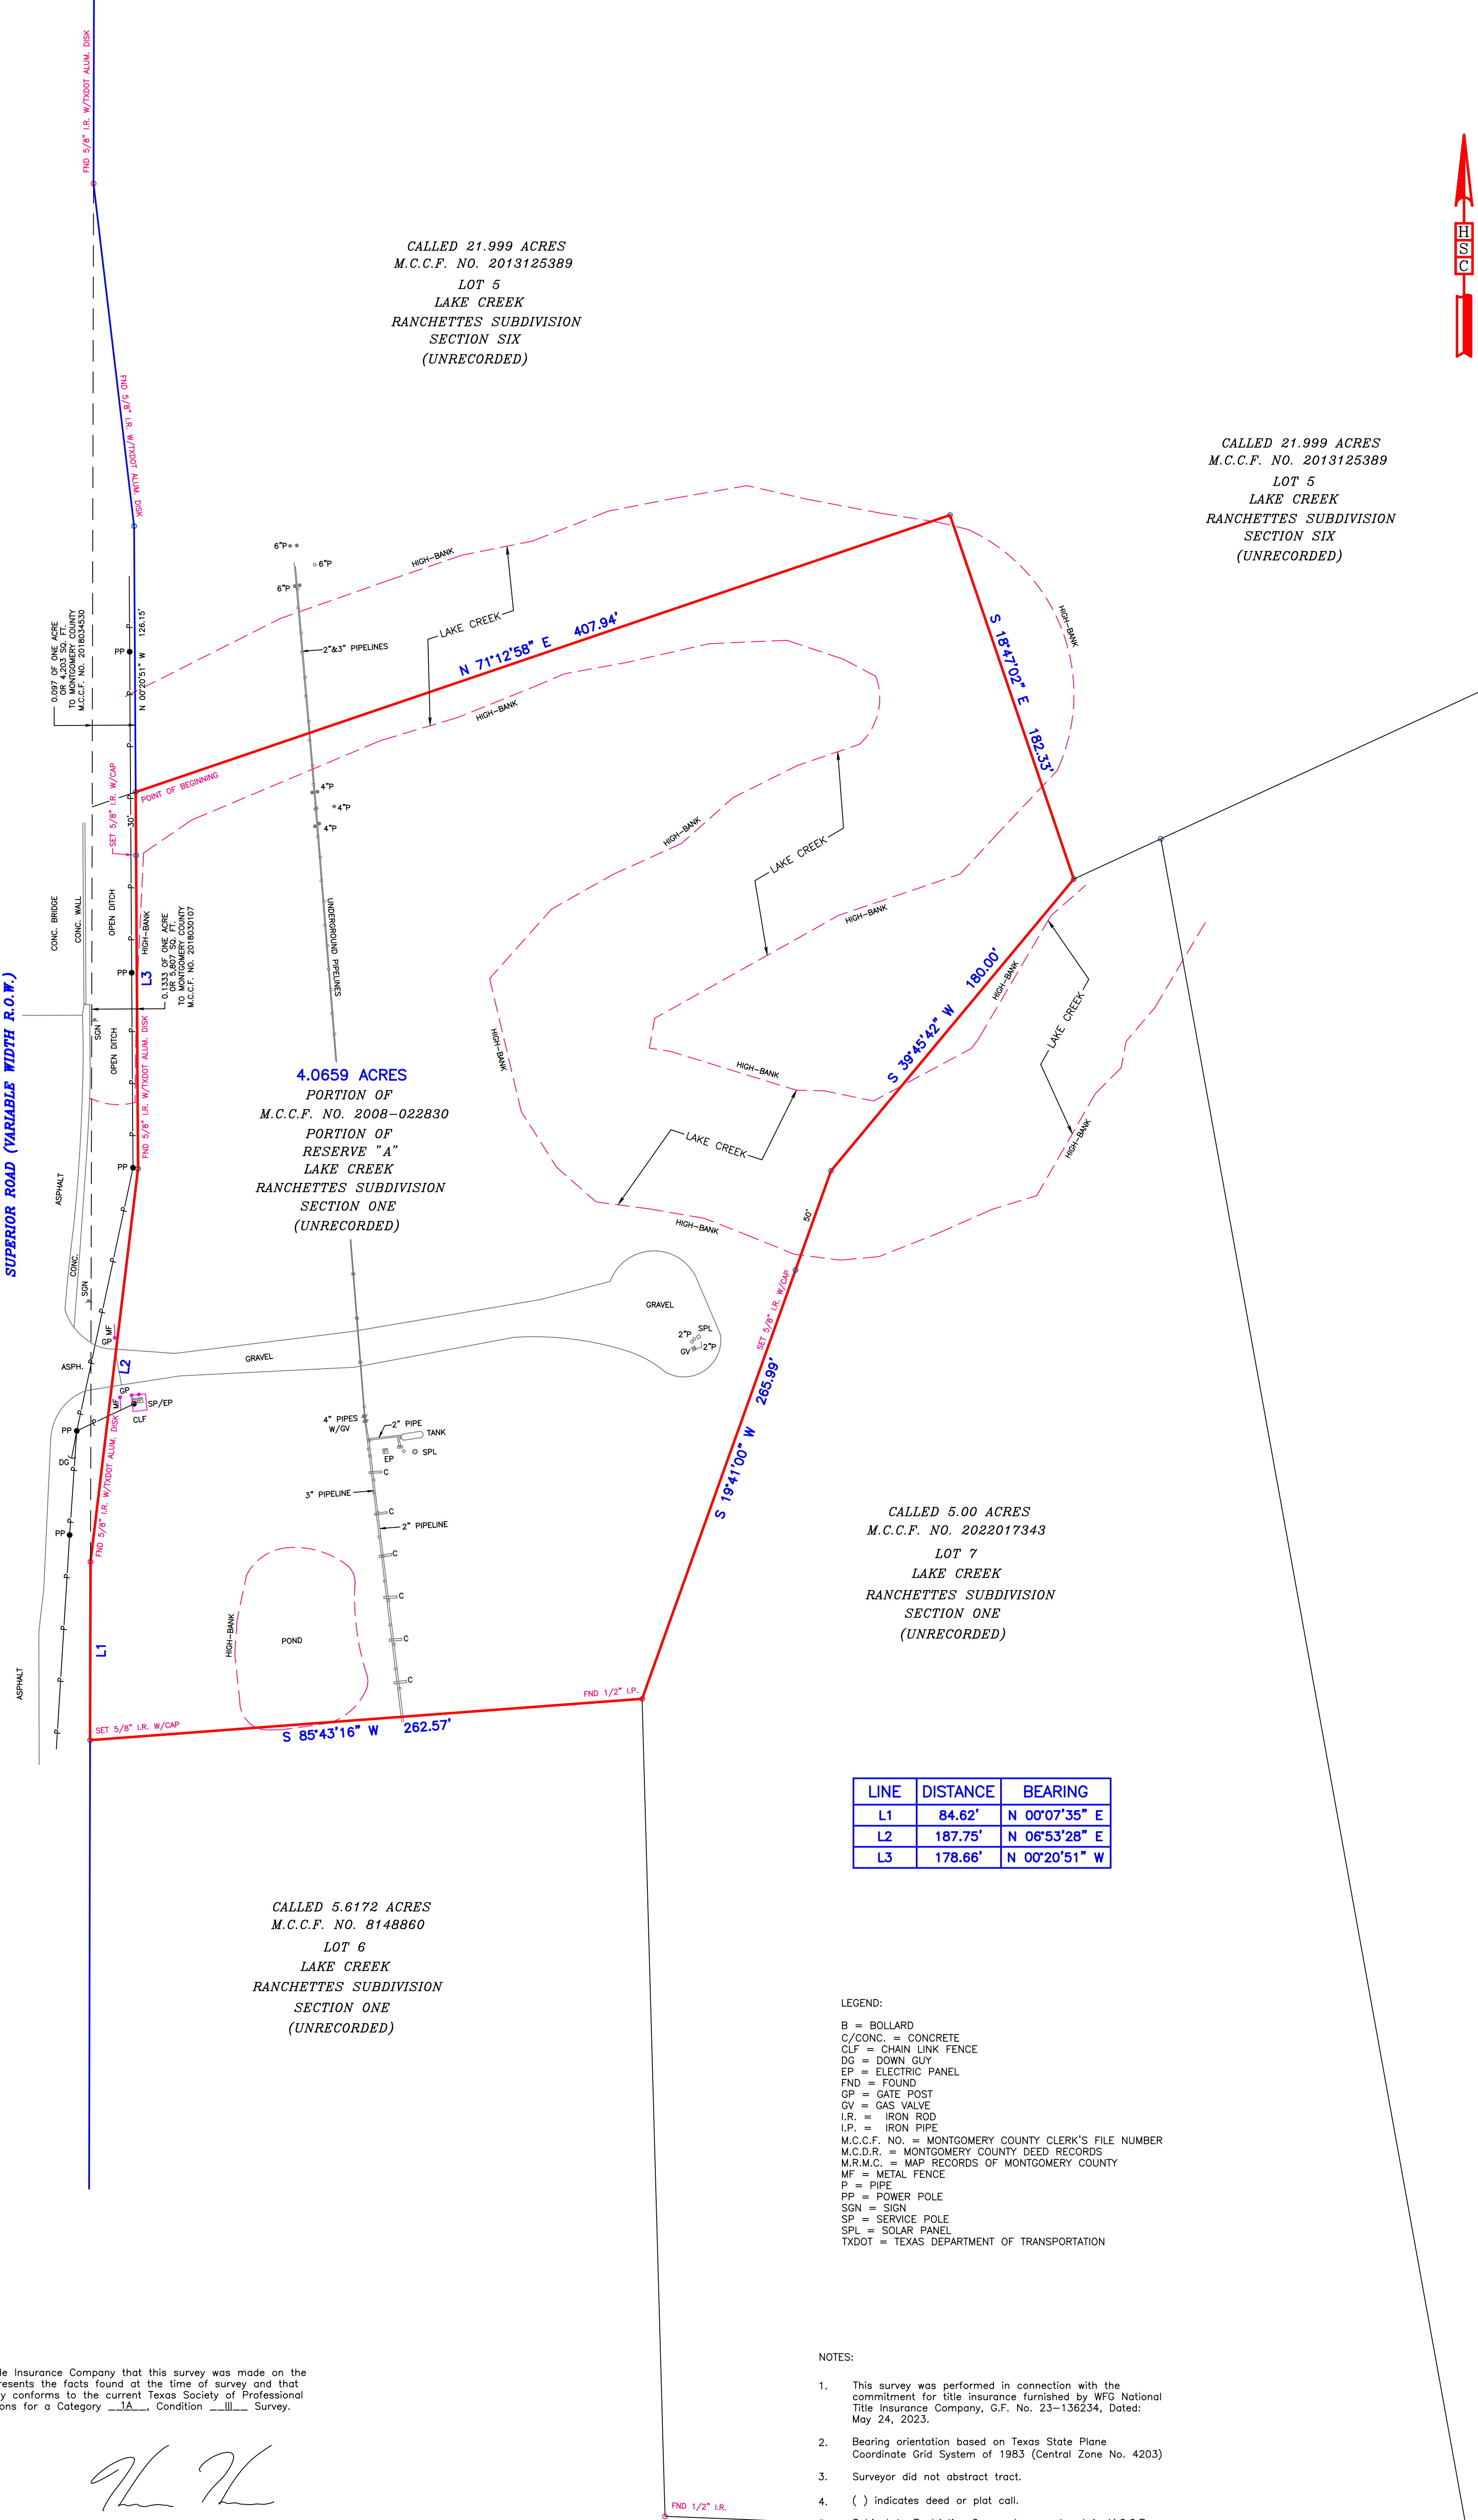 FND 5/8" I.R. W/TXDOT ALUM. DISK
CALLED 21.999 ACRES
M.C.C.F. NO. 2013125389
LOT 5
LAKE CREEK
RANCHETTES SUBDIVISION
SECTION SIX
(UNRECORDED)
H
S
C
FND 5/8" I.R. W/TXDOT ALUM. DISK
CALLED 21.999 ACRES
M.C.C.F. NO. 2013125389
LOT 5
LAKE CREEK
RANCHETTES SUBDIVISION
SECTION SIX
(UNRECORDED)
6"P
6"P
6"P
HIGH-BANK
LAKE CREEK
2"&3" PIPELINES
N 71°12'58" E 407.94'
HIGH-BANK
HIGH-BANK
S 18°47'02" E 182.33'
0.097 OF ONE ACRE
OR 4,203 SQ. FT.
TO MONTGOMERY COUNTY
M.C.C.F. NO. 2018034530
N 00°20'51" W 126.15'
PP
P
P
P
POINT OF BEGINNING
SET 5/8" I.R. W/CAP
30'
P
4"P
4"P
4"P
HIGH-BANK
LAKE CREEK
HIGH-BANK
CONC. BRIDGE
CONC. WALL
OPEN DITCH
HIGH-BANK
P
P
PP
L3
0.1333 OF ONE ACRE
OR 5,807 SQ. FT.
TO MONTGOMERY COUNTY
M.C.C.F. NO. 2018030107
UNDERGROUND PIPELINES
SUPERIOR ROAD (VARIABLE WIDTH R.O.W.)
SGN
OPEN DITCH
P
P
P
FND 5/8" I.R. W/TXDOT ALUM. DISK
HIGH-BANK
HIGH-BANK
S 39°45'42" W 180.00'
HIGH-BANK
LAKE CREEK
HIGH-BANK
LAKE CREEK
HIGH-BANK
50'
4.0659 ACRES
PORTION OF
M.C.C.F. NO. 2008-022830
PORTION OF
RESERVE "A"
LAKE CREEK
RANCHETTES SUBDIVISION
SECTION ONE
(UNRECORDED)
PP
P
P
P
ASPHALT
CONC.
SGN
GP
MF
SET 5/8" I.R. W/CAP
GRAVEL
2"P
SPL
GV
2"P
GRAVEL
ASPH.
P
L2
GP
MF
SP/EP
CLF
P
P
PP
DG
S 19°41'00" W 265.99'
4" PIPES
W/GV
2" PIPE
TANK
EP
SPL
C
3" PIPELINE
C
2" PIPELINE
C
C
C
C
P
PP
P
P
P
P
FND 5/8" I.R. W/TXDOT ALUM. DISK
L1
HIGH-BANK
POND
ASPHALT
SET 5/8" I.R. W/CAP
FND 1/2" I.P.
S 85°43'16" W 262.57'
CALLED 5.00 ACRES
M.C.C.F. NO. 2022017343
LOT 7
LAKE CREEK
RANCHETTES SUBDIVISION
SECTION ONE
(UNRECORDED)
LINE DISTANCE BEARING
L1 84.62' N 00°07'35" E
L2 187.75' N 06°53'28" E
L3 178.66' N 00°20'51" W
CALLED 5.6172 ACRES
M.C.C.F. NO. 8148860
LOT 6
LAKE CREEK
RANCHETTES SUBDIVISION
SECTION ONE
(UNRECORDED)
LEGEND:
B = BOLLARD
C/CONC. = CONCRETE
CLF = CHAIN LINK FENCE
DG = DOWN GUY
EP = ELECTRIC PANEL
FND = FOUND
GP = GATE POST
GV = GAS VALVE
I.R. = IRON ROD
I.P. = IRON PIPE
M.C.C.F. NO. = MONTGOMERY COUNTY CLERK'S FILE NUMBER
M.C.D.R. = MONTGOMERY COUNTY DEED RECORDS
M.R.M.C. = MAP RECORDS OF MONTGOMERY COUNTY
MF = METAL FENCE
P = PIPE
PP = POWER POLE
SGN = SIGN
SP = SERVICE POLE
SPL = SOLAR PANEL
TXDOT = TEXAS DEPARTMENT OF TRANSPORTATION
le Insurance Company that this survey was made on the
resents the facts found at the time of survey and that
y conforms to the current Texas Society of Professional
ons for a Category __1A__, Condition __III__ Survey.
NOTES:
1. This survey was performed in connection with the
commitment for title insurance furnished by WFG National
Title Insurance Company, G.F. No. 23-136234, Dated:
May 24, 2023.
2. Bearing orientation based on Texas State Plane
Coordinate Grid System of 1983 (Central Zone No. 4203)
3. Surveyor did not abstract tract.
4. ( ) indicates deed or plat call.
FND 1/2" I.R.